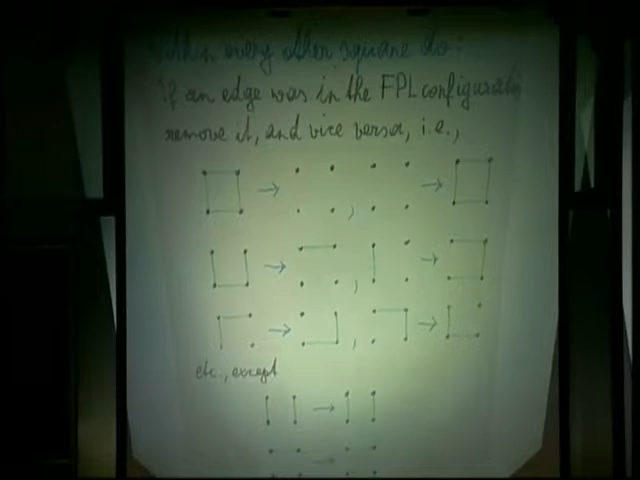 Within every other square do:
if an edge was in the FPL configuration
remove it, and vice versa, i.e.,
etc., except